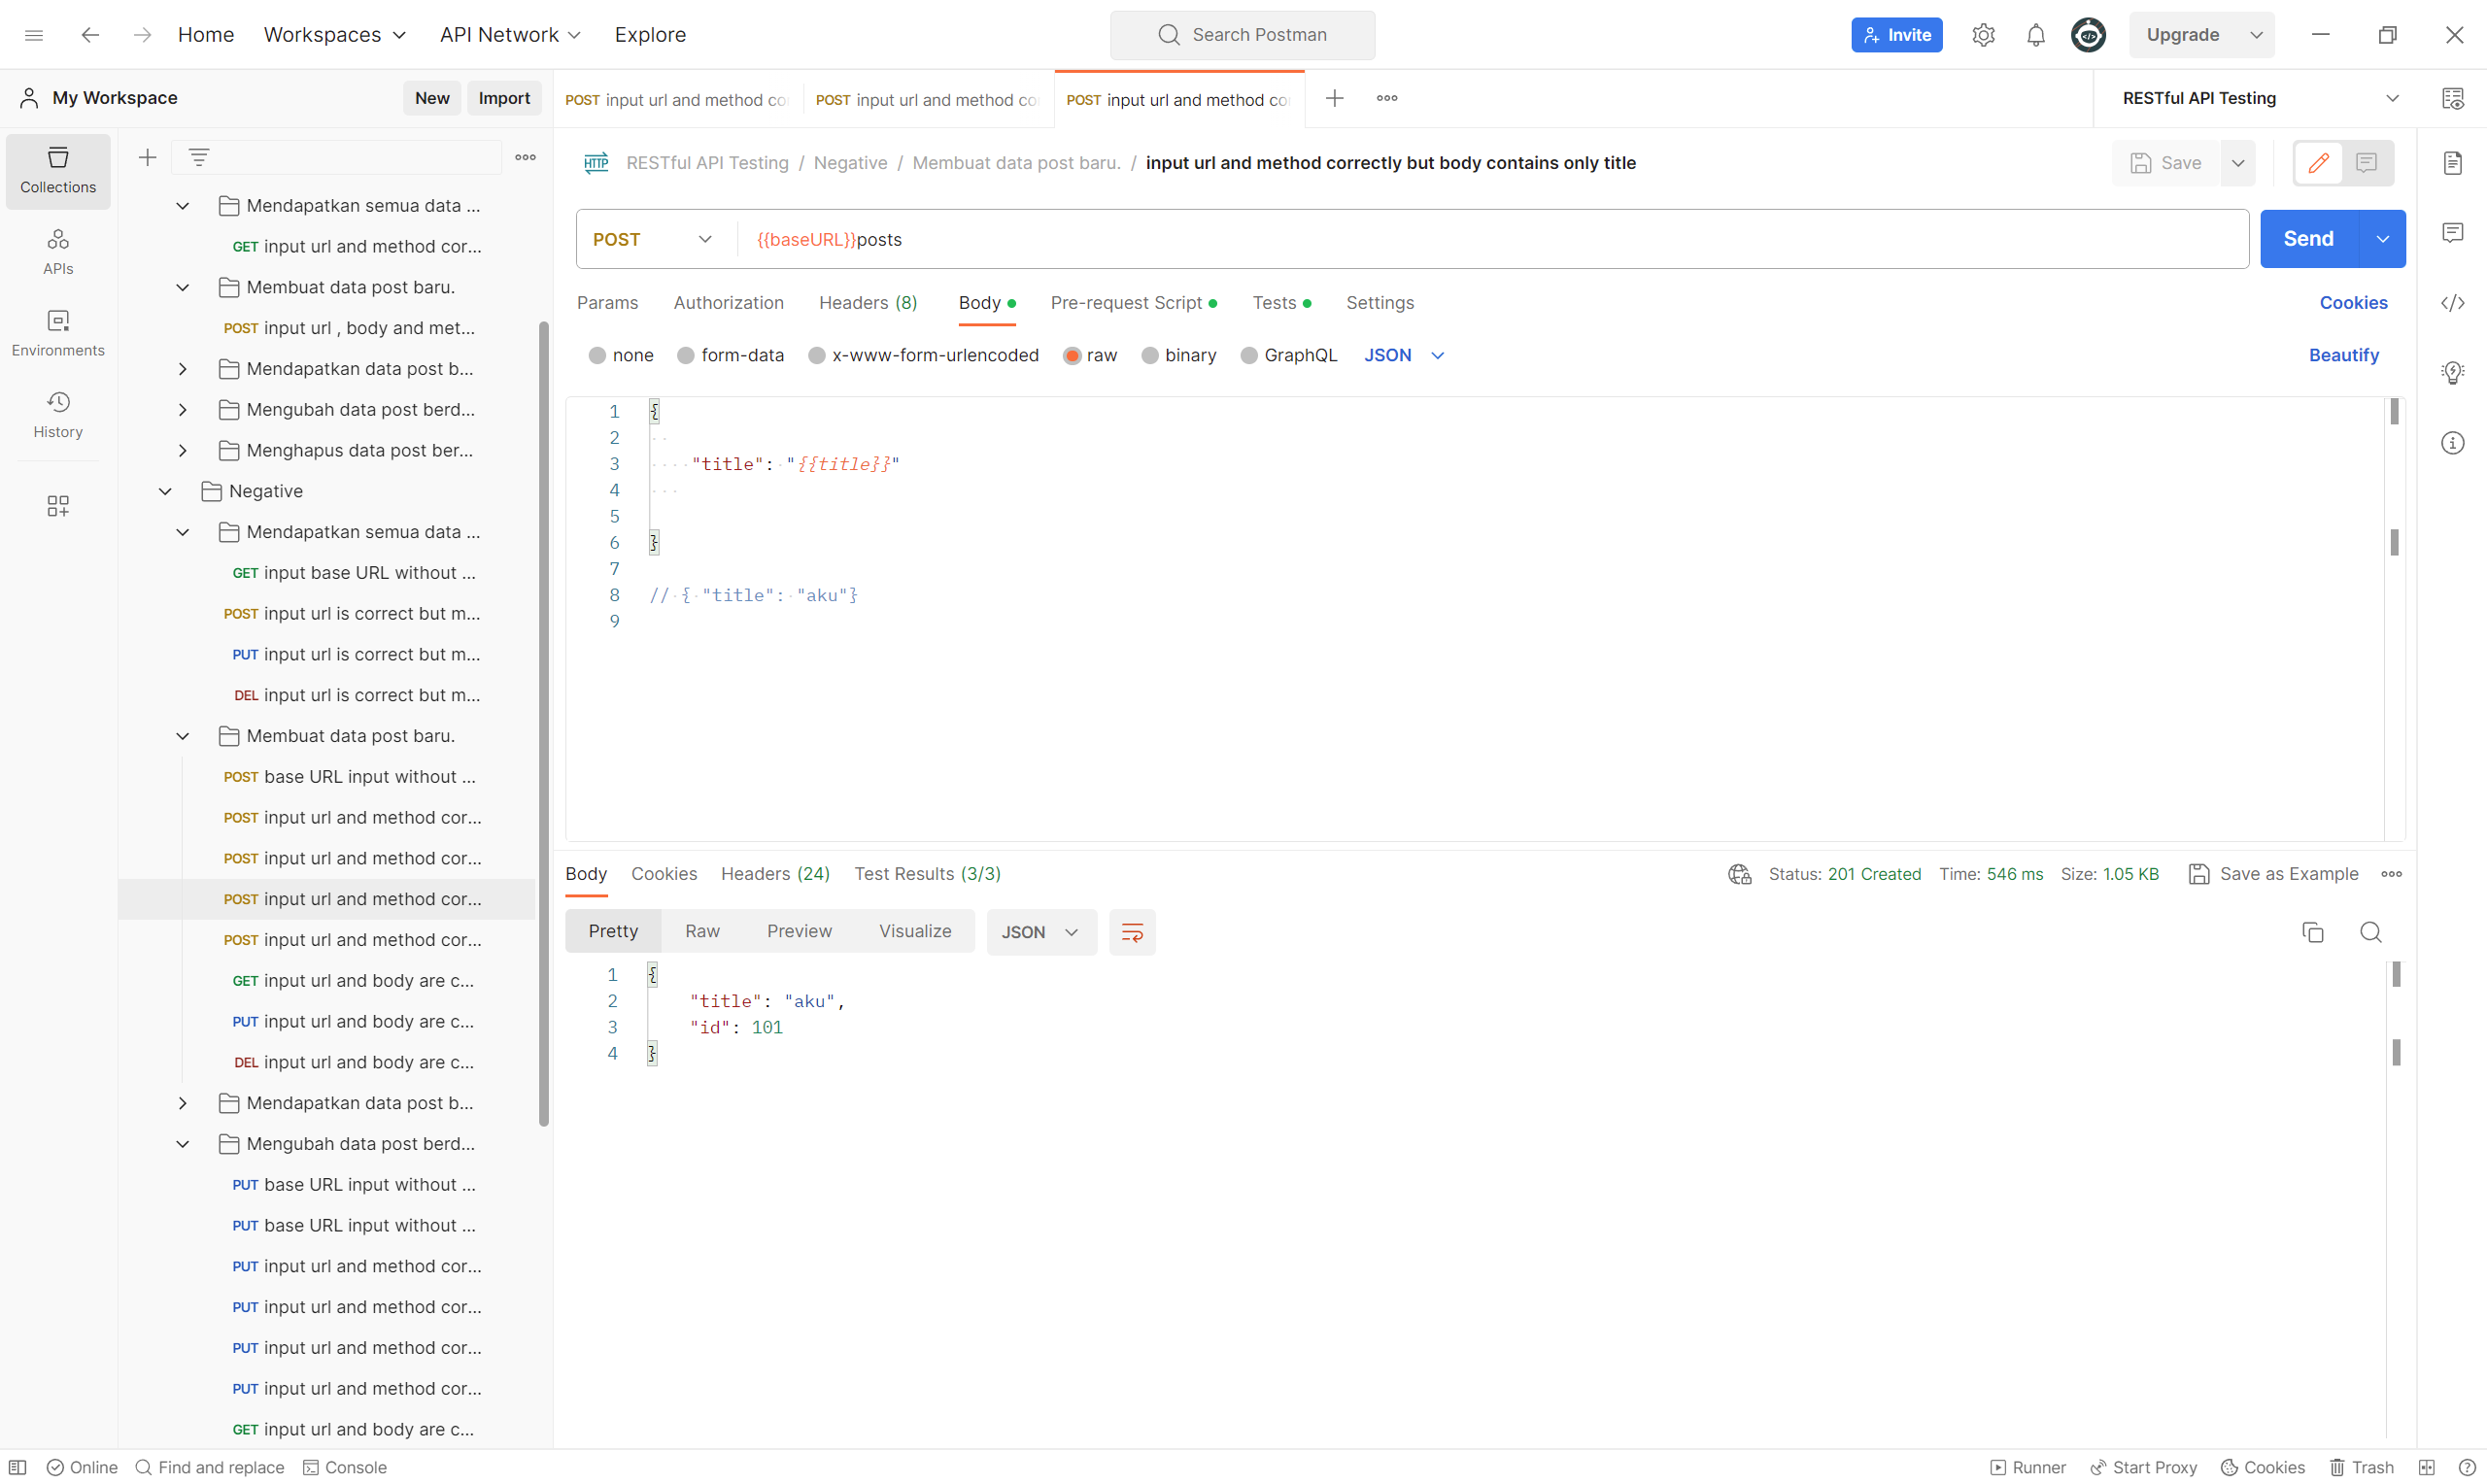 Home Workspaces API Network Explore Search Postman Invite Upgrade
My Workspace New Import
POST input url and method co POST input url and method co POST input url and method co RESTful API Testing
Collections
APIs
Environments
History
Mendapatkan semua data ...
GET input url and method cor...
Membuat data post baru.
POST input url , body and met...
Mendapatkan data post b...
Mengubah data post berd...
Menghapus data post ber...
Negative
Mendapatkan semua data ...
GET input base URL without ...
POST input url is correct but m...
PUT input url is correct but m...
DEL input url is correct but m...
Membuat data post baru.
POST base URL input without ...
POST input url and method cor...
POST input url and method cor...
POST input url and method cor...
POST input url and method cor...
GET input url and body are c...
PUT input url and body are c...
DEL input url and body are c...
Mendapatkan data post b...
Mengubah data post berd...
PUT base URL input without ...
PUT base URL input without ...
PUT input url and method cor...
PUT input url and method cor...
PUT input url and method cor...
PUT input url and method cor...
GET input url and body are c...
HTTP RESTful API Testing / Negative / Membuat data post baru. / input url and method correctly but body contains only title Save
POST {{baseURL}}posts Send
Params Authorization Headers (8) Body Pre-request Script Tests Settings Cookies
none form-data x-www-form-urlencoded raw binary GraphQL JSON Beautify
1 {
2
3 "title": "{{title}}"
4
5
6 }
7
8 // { "title": "aku"}
9
Body Cookies Headers (24) Test Results (3/3) Status: 201 Created Time: 546 ms Size: 1.05 KB Save as Example
Pretty Raw Preview Visualize JSON
1 {
2 "title": "aku",
3 "id": 101
4 }
Online Find and replace Console Runner Start Proxy Cookies Trash